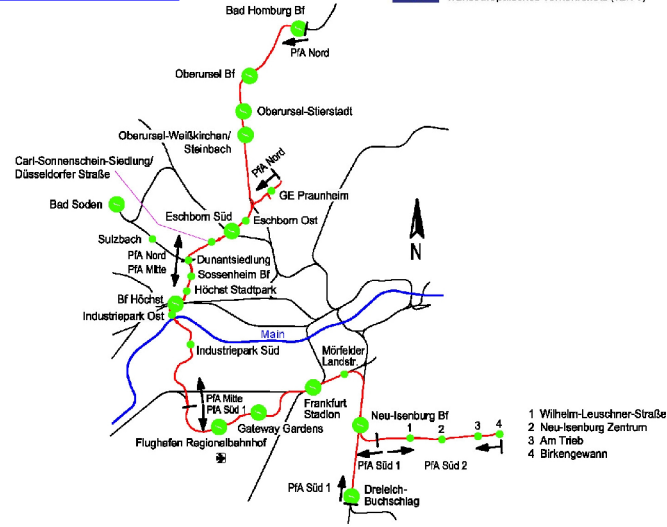 Bad Homburg Bf
PfA Nord
Oberursel Bf
Oberursel-Stierstadt
Oberursel-Weißkirchen/
Steinbach
Carl-Sonnenschein-Siedlung/
Düsseldorfer Straße
PfA Nord
GE Praunheim
Bad Soden
Eschborn Süd
Eschborn Ost
Sulzbach
PfA Nord
PfA Mitte
Dunantsiedlung
Sossenheim Bf
Höchst Stadtpark
N
Bf Höchst
Industriepark Ost
Main
Industriepark Süd
Mörfelder
Landstr.
PfA Mitte
PfA Süd 1
Frankfurt
Stadion
Gateway Gardens
Flughefen Regionalbahnhof
Neu-Isenburg Bf
1 2 3 4
1 Wilhelm-Leuschner-Straße
2 Neu-Isenburg Zentrum
3 Am Trieb
4 Birkengewann
PfA Süd 1
PfA Süd 2
PfA Süd 1
Dreieich-
Buchschlag